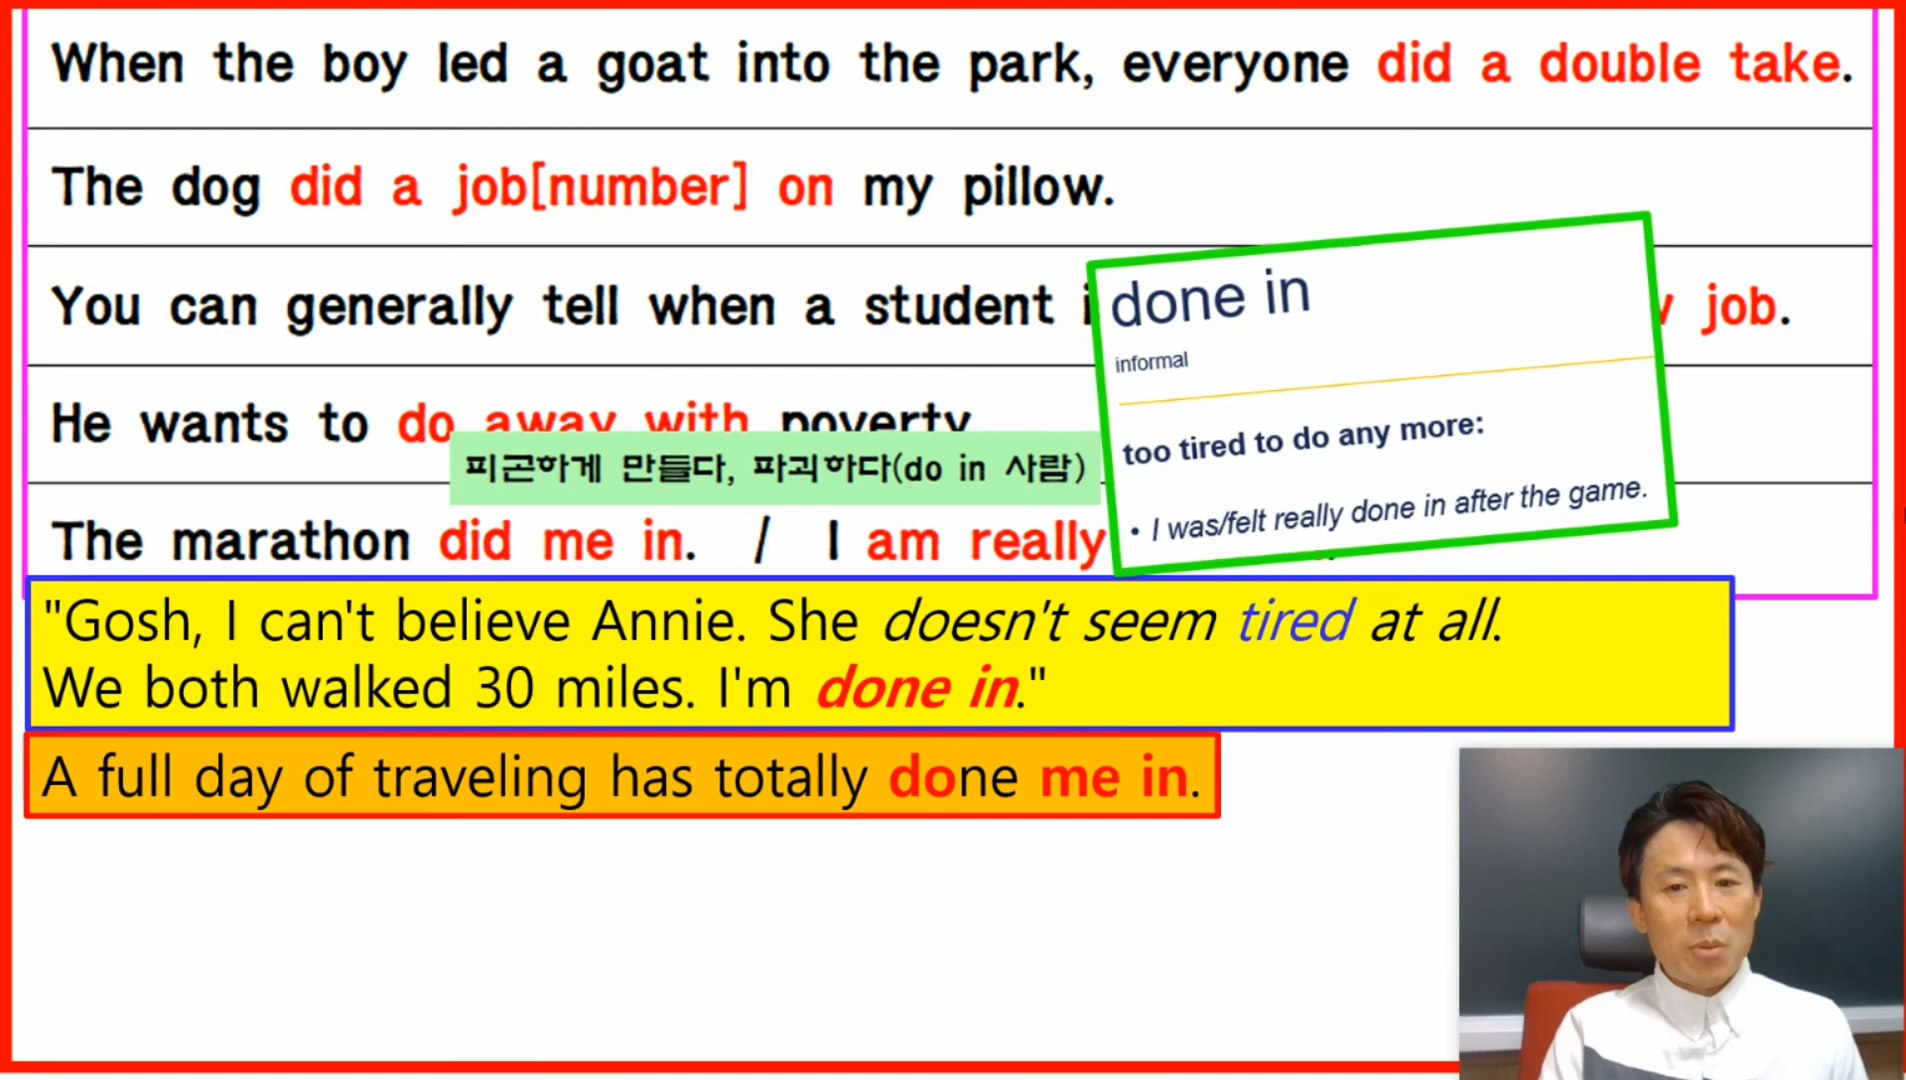 When the boy led a goat into the park, everyone did a double take.
The dog did a job[number] on my pillow.
You can generally tell when a student job.
He wants to do away with poverty
피곤하게 만들다, 파괴하다(do in 사람)
The marathon did me in. / I am really
done in
informal
too tired to do any more:
• I was/felt really done in after the game.
"Gosh, I can't believe Annie. She doesn't seem tired at all.
We both walked 30 miles. I'm done in."
A full day of traveling has totally done me in.